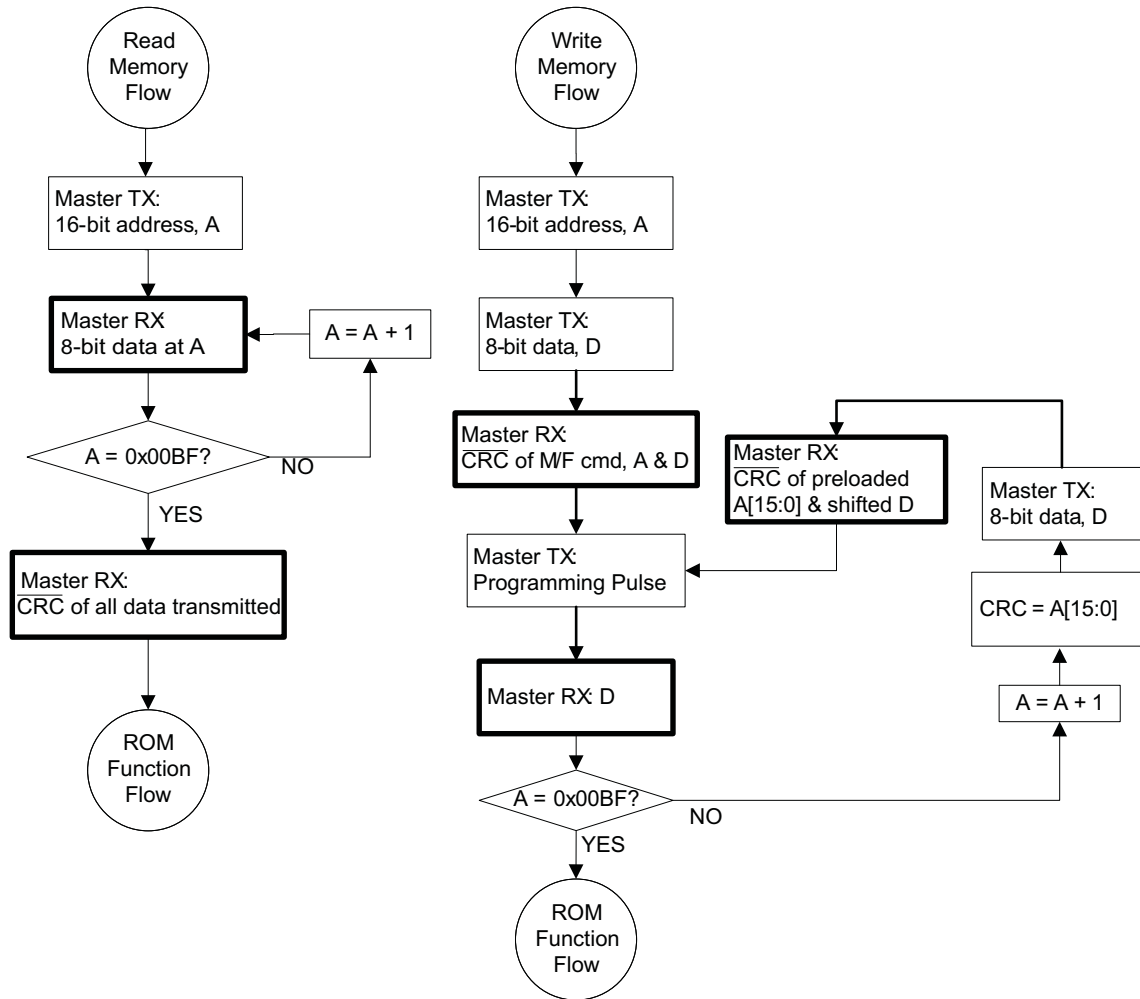 Read
Memory
Flow
Master TX:
16-bit address, A
Master RX:
8-bit data at A
A = A + 1
A = 0x00BF?
NO
YES
Master RX:
CRC of all data transmitted
ROM
Function
Flow
Write
Memory
Flow
Master TX:
16-bit address, A
Master TX:
8-bit data, D
Master RX:
CRC of M/F cmd, A & D
Master TX:
Programming Pulse
Master RX: D
A = 0x00BF?
NO
YES
ROM
Function
Flow
A = A + 1
CRC = A[15:0]
Master TX:
8-bit data, D
Master RX:
CRC of preloaded
A[15:0] & shifted D